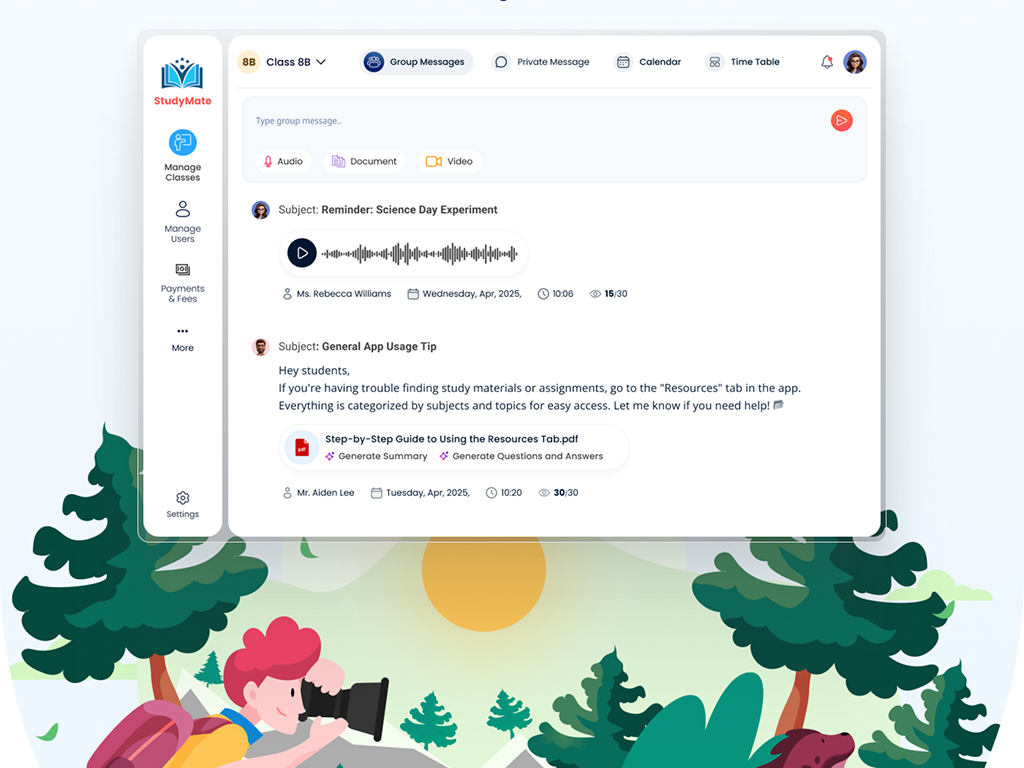 StudyMate
Manage
Classes
Manage
Users
Payments
& Fees
More
Settings
8B Class 8B
Group Messages
Private Message
Calendar
Time Table
Type group message..
Audio
Document
Video
Subject: Reminder: Science Day Experiment
Ms. Rebecca Williams Wednesday, Apr, 2025, 10:06 15/30
Subject: General App Usage Tip
Hey students,
If you're having trouble finding study materials or assignments, go to the "Resources" tab in the app.
Everything is categorized by subjects and topics for easy access. Let me know if you need help!
pdf
Step-by-Step Guide to Using the Resources Tab.pdf
Generate Summary Generate Questions and Answers
Mr. Aiden Lee Tuesday, Apr, 2025, 10:20 30/30